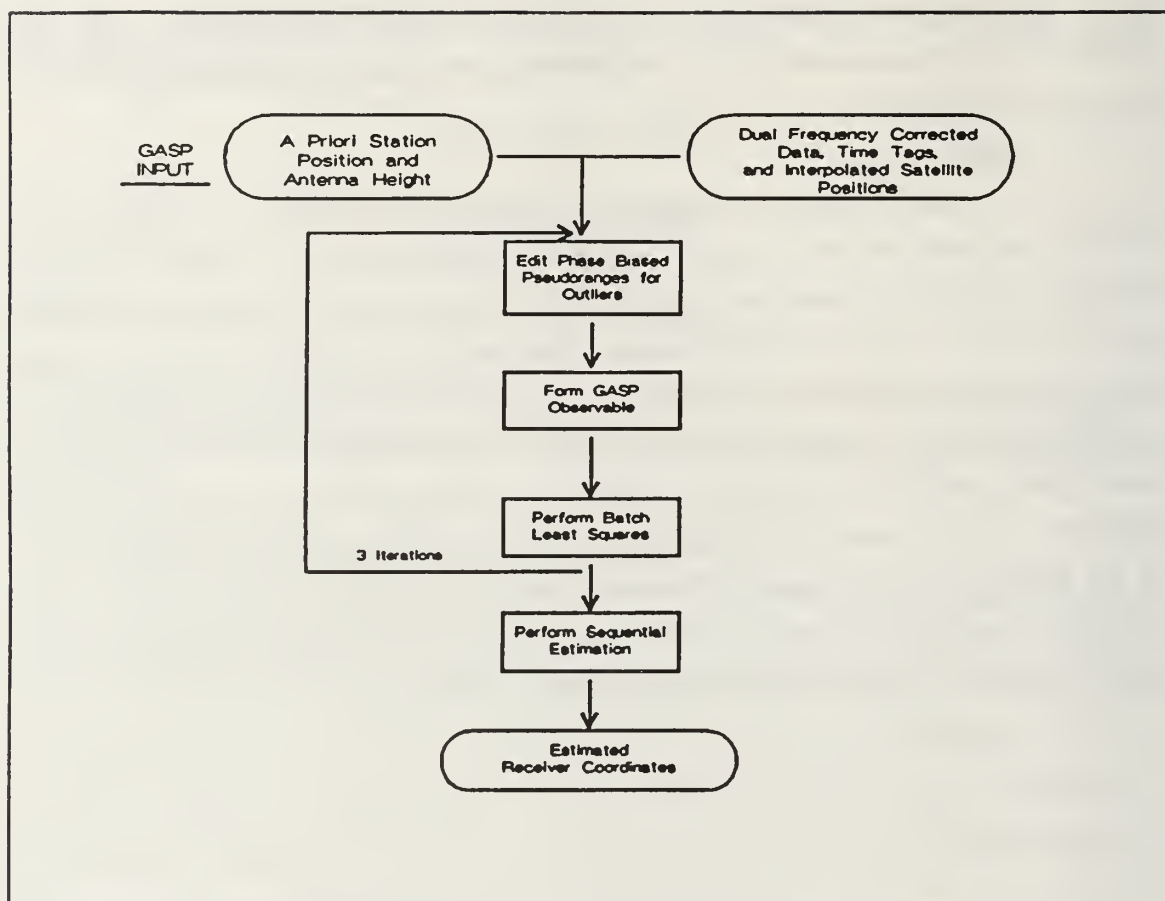 GASP
INPUT
A Priori Station
Position and
Antenna Height
Dual Frequency Corrected
Data, Time Tags,
and Interpolated Satellite
Positions
Edit Phase Biased
Pseudoranges for
Outliers
Form GASP
Observable
Perform Batch
Least Squares
3 Iterations
Perform Sequential
Estimation
Estimated
Receiver Coordinates